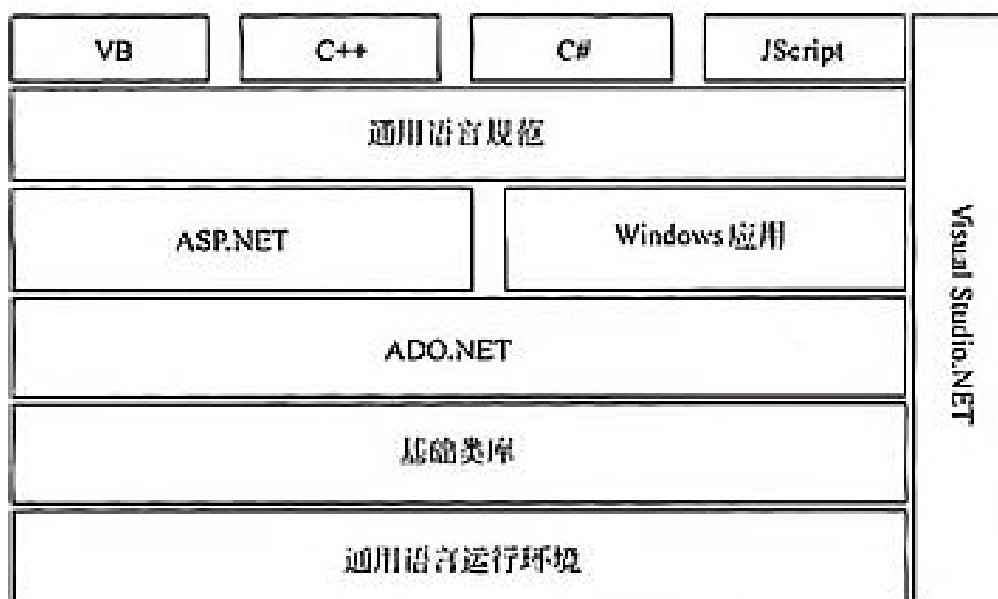 VB
C++
C#
JScript
通用语言规范
ASP.NET
Windows应用
ADO.NET
基础类库
通用语言运行环境
Visual Studio.NET